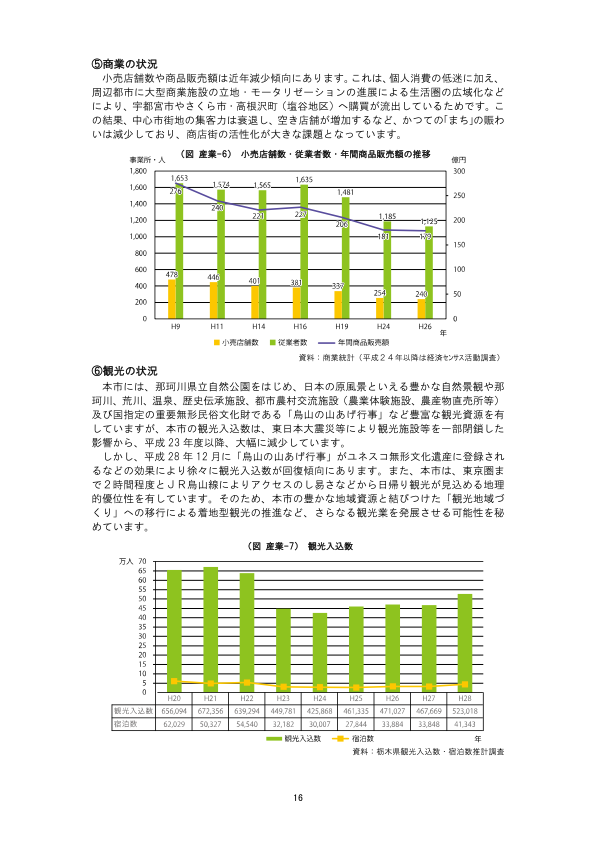 ⑤商業の状況
小売店舗数や商品販売額は近年減少傾向にあります。これは、個人消費の低迷に加え、
周辺都市に大型商業施設の立地・モータリゼーションの進展による生活圏の広域化など
により、宇都宮市やさくら市・高根沢町（塩谷地区）へ購買が流出しているためです。こ
の結果、中心市街地の集客力は衰退し、空き店舗が増加するなど、かつての「まち」の賑わ
いは減少しており、商店街の活性化が大きな課題となっています。
（図 産業-6） 小売店舗数・従業者数・年間商品販売額の推移
事業所・人
億円
1,800
1,600
1,400
1,200
1,000
800
600
400
200
0
300
250
200
150
100
50
0
1,653
1,574
1,565
1,635
1,481
1,185
1,125
276
240
221
227
206
181
179
478
446
401
381
337
254
240
H9
H11
H14
H16
H19
H24
H26
年
小売店舗数 従業者数 年間商品販売額
資料：商業統計（平成２４年以降は経済センサス活動調査）
⑥観光の状況
本市には、那珂川県立自然公園をはじめ、日本の原風景といえる豊かな自然景観や那
珂川、荒川、温泉、歴史伝承施設、都市農村交流施設（農業体験施設、農産物直売所等）
及び国指定の重要無形民俗文化財である「烏山の山あげ行事」など豊富な観光資源を有
していますが、本市の観光入込数は、東日本大震災等により観光施設等を一部閉鎖した
影響から、平成 23 年度以降、大幅に減少しています。
しかし、平成 28 年 12 月に「烏山の山あげ行事」がユネスコ無形文化遺産に登録され
るなどの効果により徐々に観光入込数が回復傾向にあります。また、本市は、東京圏ま
で２時間程度とＪＲ烏山線によりアクセスのし易さなどから日帰り観光が見込める地理
的優位性を有しています。そのため、本市の豊かな地域資源と結びつけた「観光地域づ
くり」への移行による着地型観光の推進など、さらなる観光業を発展させる可能性を秘
めています。
（図 産業-7） 観光入込数
万人
70
65
60
55
50
45
40
35
30
25
20
15
10
5
0
H20 H21 H22 H23 H24 H25 H26 H27 H28
観光入込数 656,094 672,356 639,294 449,781 425,868 461,335 471,027 467,669 523,018
宿泊数 62,029 50,327 54,540 32,182 30,007 27,844 33,884 33,848 41,343
観光入込数 宿泊数
年
資料：栃木県観光入込数・宿泊数推計調査
16